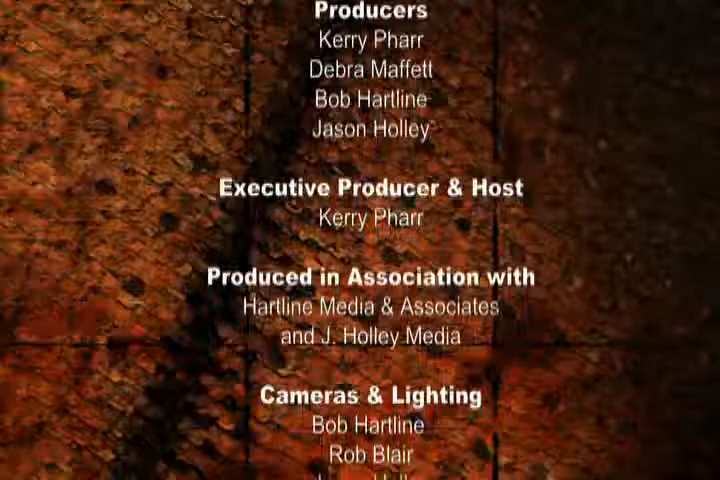 Producers
Kerry Pharr
Debra Maffett
Bob Hartline
Jason Holley
Executive Producer & Host
Kerry Pharr
Produced in Association with
Hartline Media & Associates
and J. Holley Media
Cameras & Lighting
Bob Hartline
Rob Blair